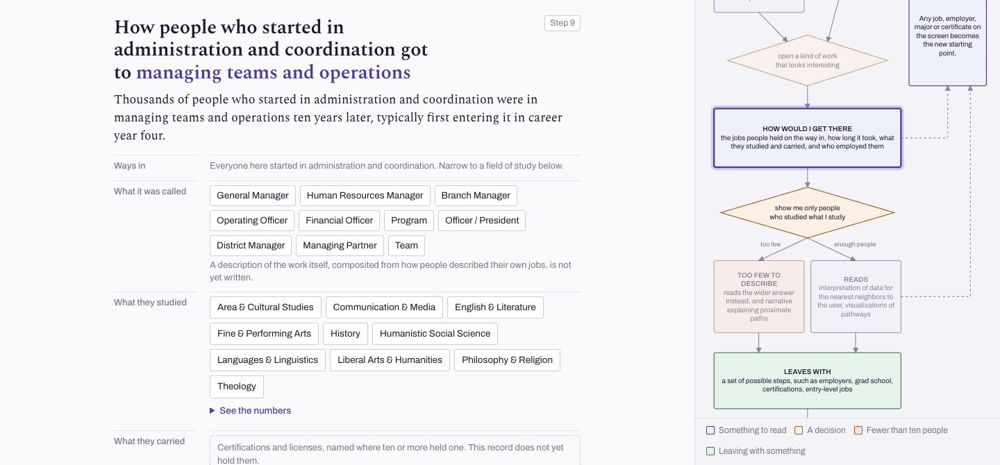 How people who started in
administration and coordination got
to managing teams and operations
Step 9
Thousands of people who started in administration and coordination were in
managing teams and operations ten years later, typically first entering it in career
year four.
Ways in
Everyone here started in administration and coordination. Narrow to a field of study below.
What it was called
General Manager
Human Resources Manager
Branch Manager
Operating Officer
Financial Officer
Program
Officer / President
District Manager
Managing Partner
Team
A description of the work itself, composited from how people described their own jobs, is not
yet written.
What they studied
Area & Cultural Studies
Communication & Media
English & Literature
Fine & Performing Arts
History
Humanistic Social Science
Languages & Linguistics
Liberal Arts & Humanities
Philosophy & Religion
Theology
See the numbers
What they carried
Certifications and licenses, named where ten or more held one. This record does not yet
hold them.
Any job, employer,
major or certificate on
the screen becomes
the new starting
point.
open a kind of work
that looks interesting
HOW WOULD I GET THERE
the jobs people held on the way in, how long it took, what
they studied and carried, and who employed them
show me only people
who studied what I study
too few
enough people
TOO FEW TO
DESCRIBE
reads the wider answer
instead, and narrative
explaining proximate
paths
READS
interpretation of data for
the nearest neighbors to
the user, visualizations of
pathways
LEAVES WITH
a set of possible steps, such as employers, grad school,
certifications, entry-level jobs
Something to read
A decision
Fewer than ten people
Leaving with something